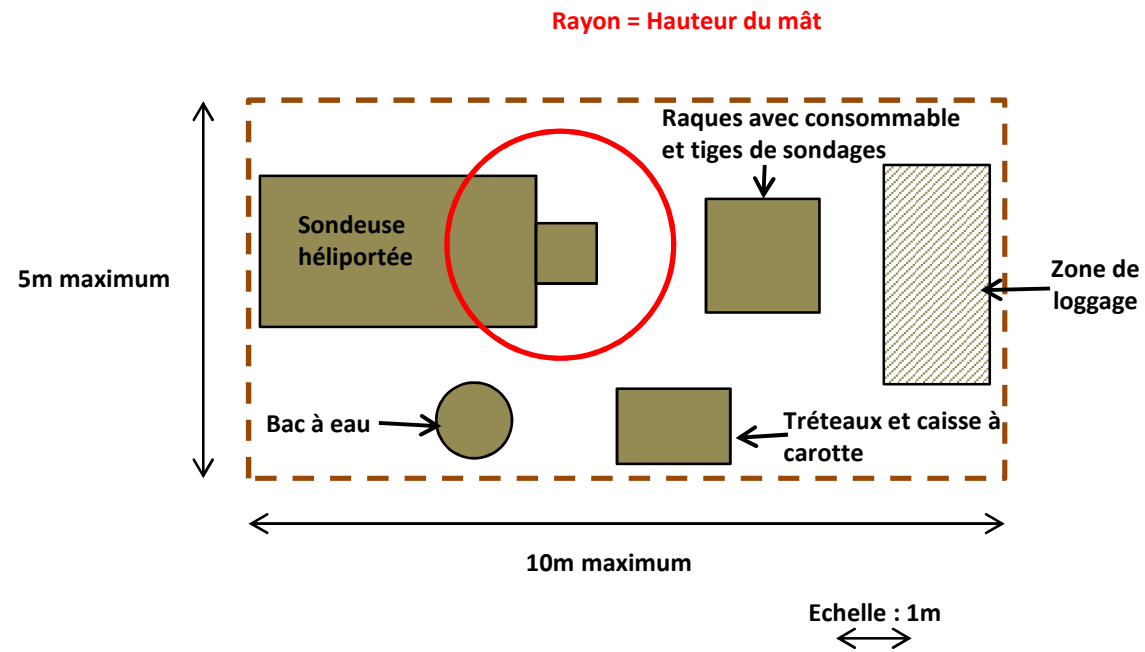 Rayon = Hauteur du mât
Raques avec consommable
et tiges de sondages
Sondeuse
héliportée
5m maximum
Zone de
loggage
Bac à eau
Tréteaux et caisse à
carotte
10m maximum
Echelle : 1m